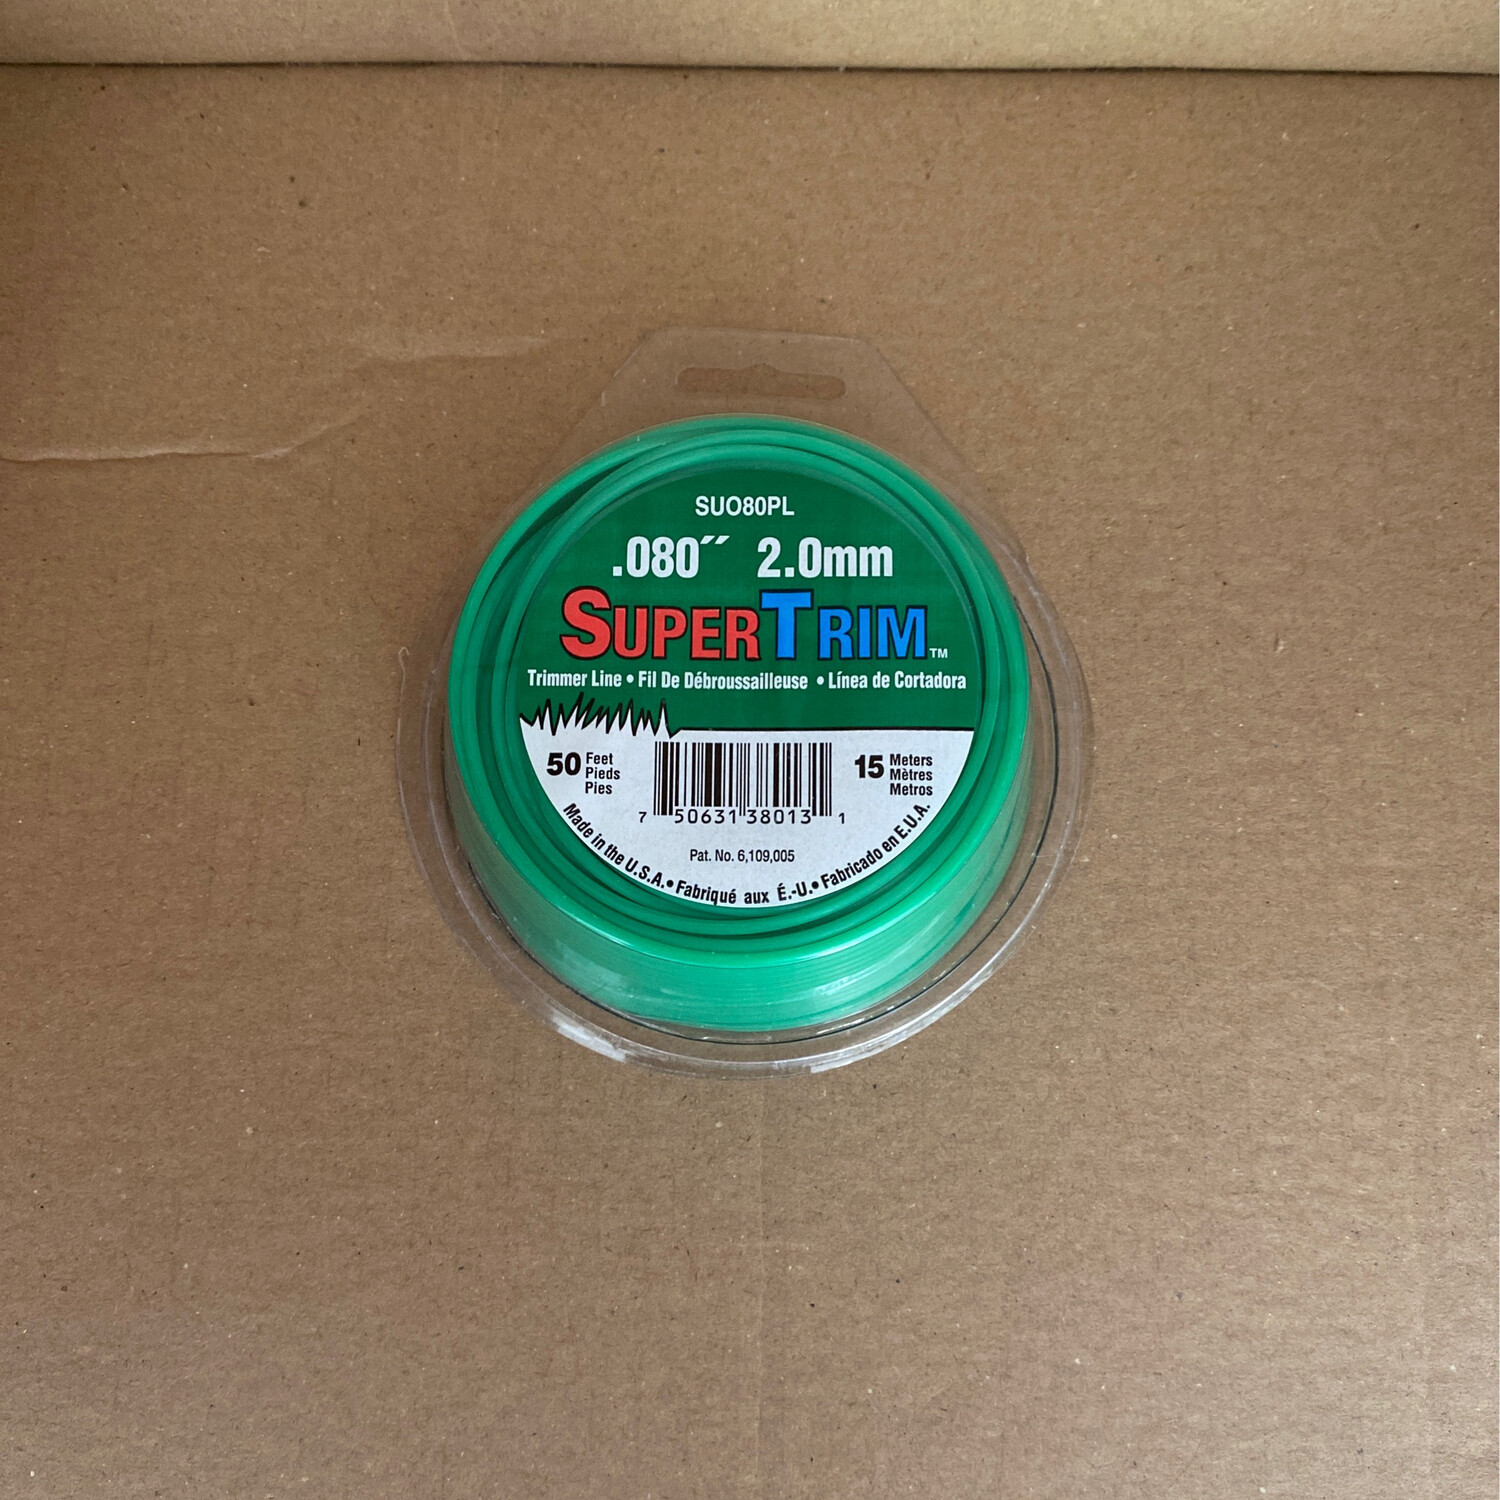 SUO80PL
.080″ 2.0mm
SUPERTRIM™
Trimmer Line • Fil De Débroussailleuse • Línea de Cortadora
50 Feet
Pieds
Pies
15 Meters
Mètres
Metros
7 50631 38013 1
Pat. No. 6,109,005
Made in the U.S.A. • Fabriqué aux É.-U. • Fabricado en E.U.A.